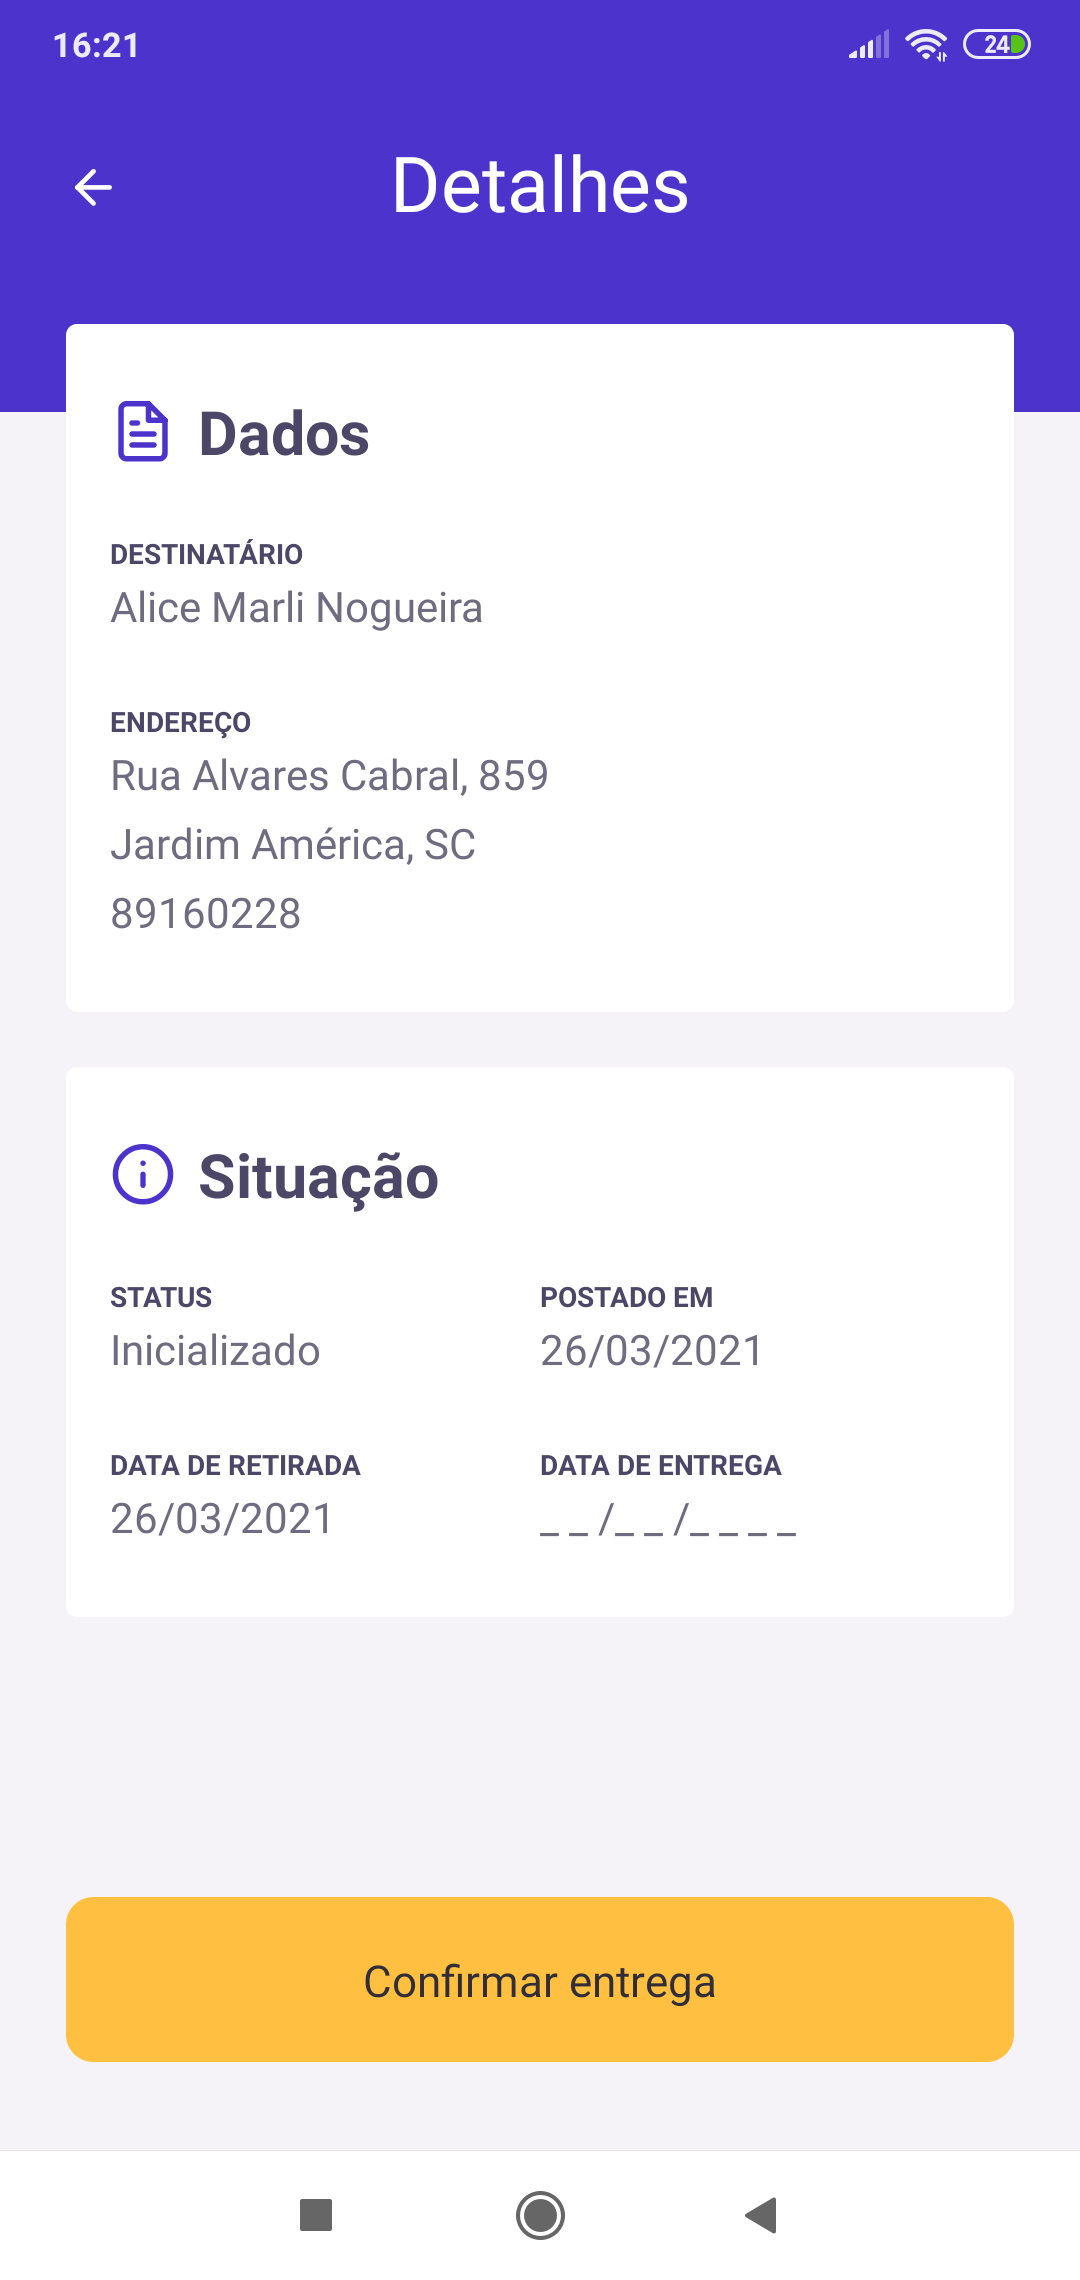 16:21
24
Detalhes
Dados
DESTINATÁRIO
Alice Marli Nogueira
ENDEREÇO
Rua Alvares Cabral, 859
Jardim América, SC
89160228
Situação
STATUS
Inicializado
POSTADO EM
26/03/2021
DATA DE RETIRADA
26/03/2021
DATA DE ENTREGA
_ _ /_ _ /_ _ _ _
Confirmar entrega